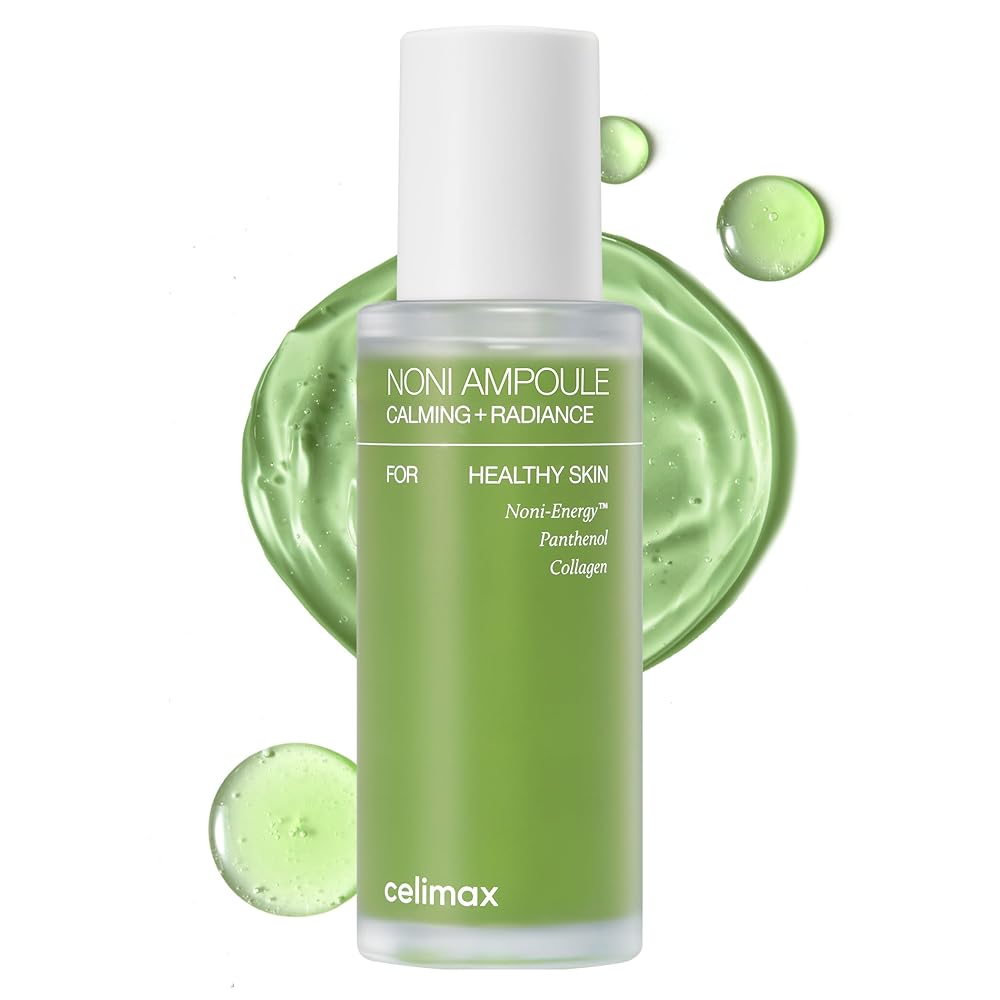 NONI AMPOULE
CALMING + RADIANCE
FOR HEALTHY SKIN
Noni-Energy™
Panthenol
Collagen
celimax